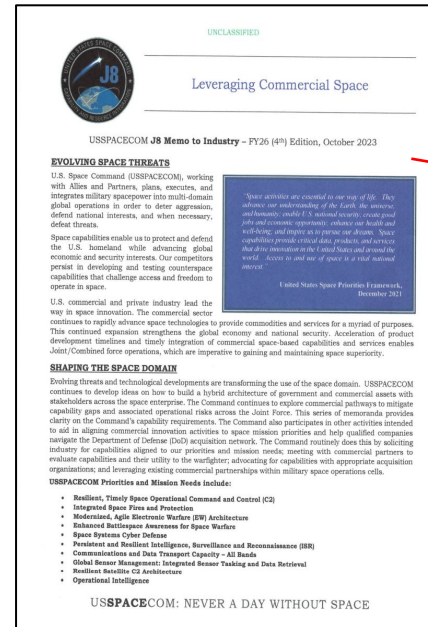 UNCLASSIFIED
UNITED STATES SPACE COMMAND
J8
Leveraging Commercial Space
USSPACECOM J8 Memo to Industry – FY26 (4th) Edition, October 2023
EVOLVING SPACE THREATS
U.S. Space Command (USSPACECOM), working
with Allies and Partners, plans, executes, and
integrates military spacepower into multi-domain
global operations in order to deter aggression,
defend national interests, and when necessary,
defeat threats.
Space capabilities enable us to protect and defend
the U.S. homeland while advancing global
economic and security interests. Our competitors
persist in developing and testing counterspace
capabilities that challenge access and freedom to
operate in space.
U.S. commercial and private industry lead the
way in space innovation. The commercial sector
"Space activities are essential to our way of life. They
advance our understanding of the Earth, the universe,
and humanity; enable U.S. national security; create good
jobs and economic opportunity; enhance our health and
well-being; and inspire us to pursue our dreams. Space
capabilities provide critical data, products, and services
that drive innovation in the United States and around the
world. Access to and use of space is a vital national
interest."
United States Space Priorities Framework,
December 2021
continues to rapidly advance space technologies to provide commodities and services for a myriad of purposes.
This continued expansion strengthens the global economy and national security. Acceleration of product
development timelines and timely integration of commercial space-based capabilities and services enables
Joint/Combined force operations, which are imperative to gaining and maintaining space superiority.
SHAPING THE SPACE DOMAIN
Evolving threats and technological developments are transforming the use of the space domain. USSPACECOM
continues to develop ideas on how to build a hybrid architecture of government and commercial assets with
stakeholders across the space enterprise. The Command continues to explore commercial pathways to mitigate
capability gaps and associated operational risks across the Joint Force. This series of memoranda provides
clarity on the Command's capability requirements. The Command also participates in other activities intended
to aid in aligning commercial innovation activities to space mission priorities and help qualified companies
navigate the Department of Defense (DoD) acquisition network. The Command routinely does this by soliciting
industry for capabilities aligned to our priorities and mission needs; meeting with commercial partners to
evaluate capabilities and their utility to the warfighter; advocating for capabilities with appropriate acquisition
organizations; and leveraging existing commercial partnerships within military space operations cells.
USSPACECOM Priorities and Mission Needs include:
• Resilient, Timely Space Operational Command and Control (C2)
• Integrated Space Fires and Protection
• Modernized, Agile Electronic Warfare (EW) Architecture
• Enhanced Battlespace Awareness for Space Warfare
• Space Systems Cyber Defense
• Persistent and Resilient Intelligence, Surveillance and Reconnaissance (ISR)
• Communications and Data Transport Capacity – All Bands
• Global Sensor Management: Integrated Sensor Tasking and Data Retrieval
• Resilient Satellite C2 Architecture
• Operational Intelligence
USSPACECOM: NEVER A DAY WITHOUT SPACE